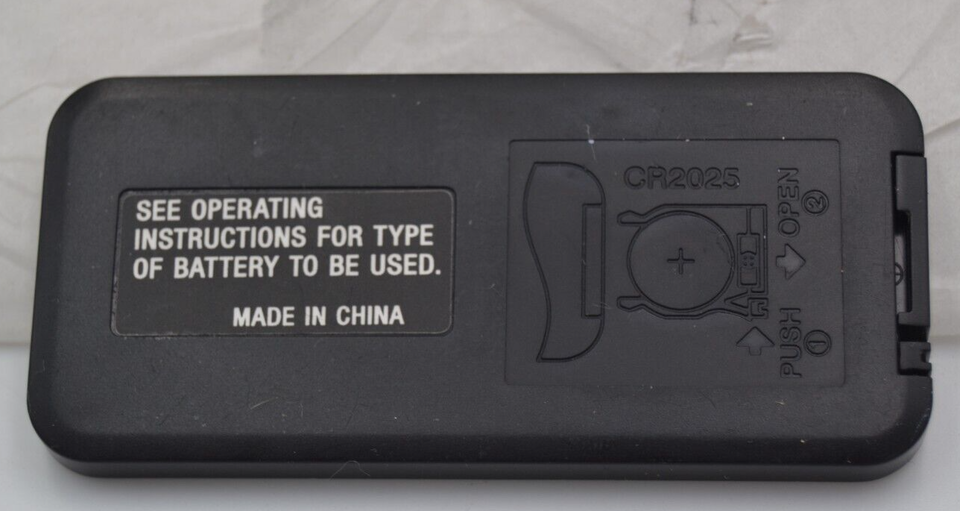 SEE OPERATING
INSTRUCTIONS FOR TYPE
OF BATTERY TO BE USED.
MADE IN CHINA
CR2025
+
OPEN ②
PUSH ①